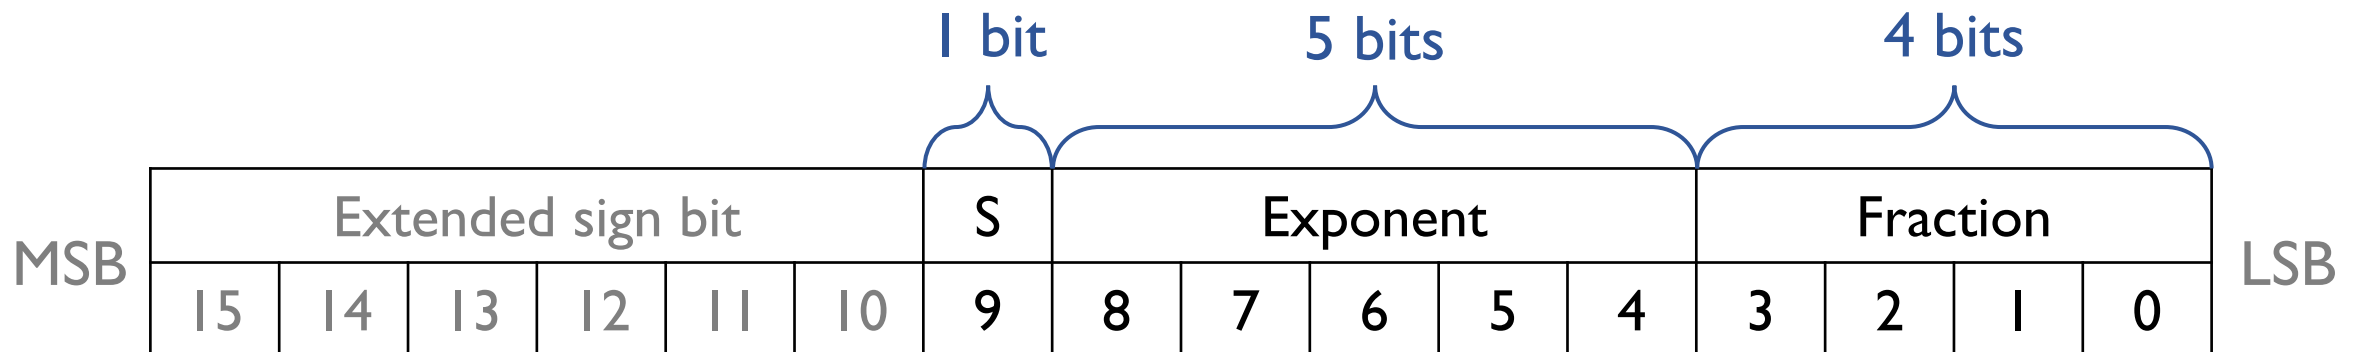 1 bit 5 bits 4 bits
Extended sign bit S Exponent Fraction
MSB LSB
15 14 13 12 11 10 9 8 7 6 5 4 3 2 1 0